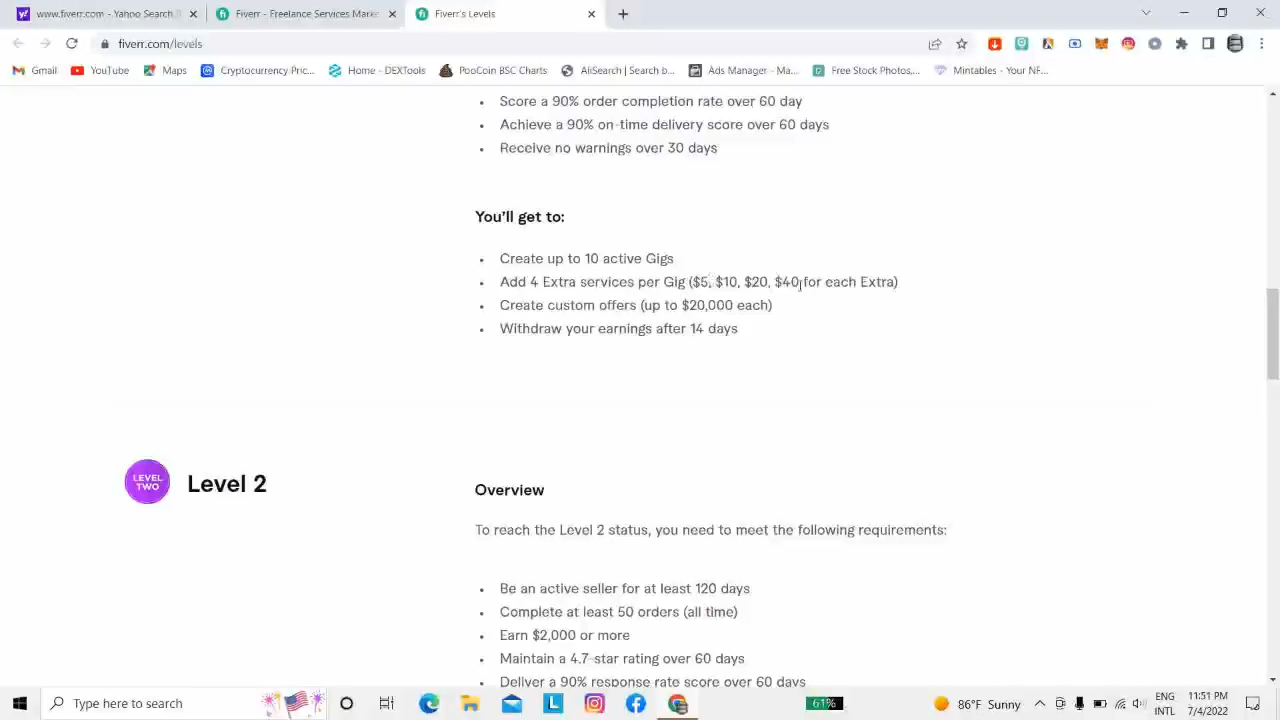 www.fiverr.com - Yahoo Search
Fiverr - Freelance Services Marke
Fiverr's Levels
fiverr.com/levels
Gmail
YouTube
Maps
Cryptocurrency Pric...
Home - DEXTools
PooCoin BSC Charts
AliSearch | Search b...
Ads Manager - Ma...
Free Stock Photos,...
Mintables - Your NF...
• Score a 90% order completion rate over 60 day
• Achieve a 90% on-time delivery score over 60 days
• Receive no warnings over 30 days
You'll get to:
• Create up to 10 active Gigs
• Add 4 Extra services per Gig ($5, $10, $20, $40 for each Extra)
• Create custom offers (up to $20,000 each)
• Withdraw your earnings after 14 days
LEVEL
TWO
Level 2
Overview
To reach the Level 2 status, you need to meet the following requirements:
• Be an active seller for at least 120 days
• Complete at least 50 orders (all time)
• Earn $2,000 or more
• Maintain a 4.7-star rating over 60 days
• Deliver a 90% response rate score over 60 days
Type here to search
L
61%
86°F Sunny
ENG
INTL
11:51 PM
7/4/2022